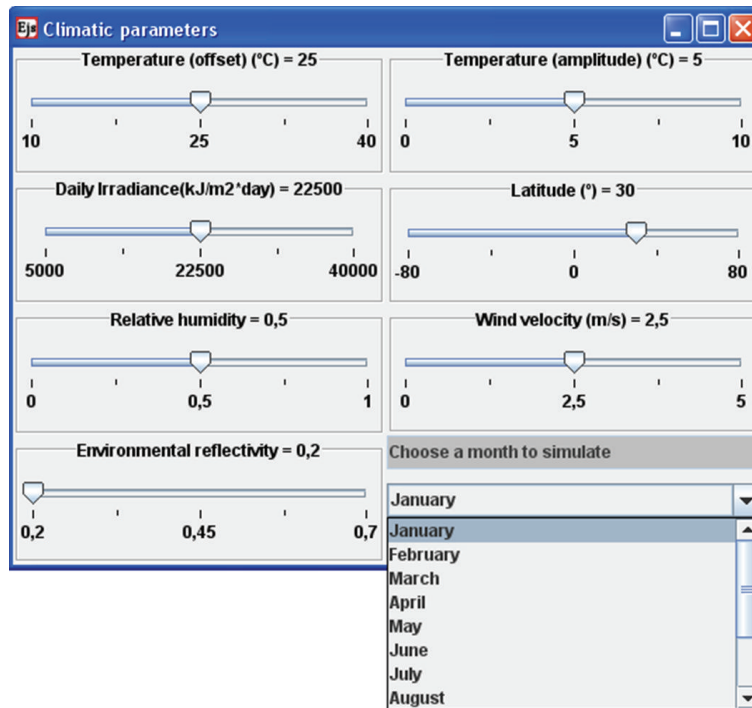 Ejs Climatic parameters
Temperature (offset) (°C) = 25
10 25 40
Temperature (amplitude) (°C) = 5
0 5 10
Daily Irradiance(kJ/m2*day) = 22500
5000 22500 40000
Latitude (°) = 30
-80 0 80
Relative humidity = 0,5
0 0,5 1
Wind velocity (m/s) = 2,5
0 2,5 5
Environmental reflectivity = 0,2
0,2 0,45 0,7
Choose a month to simulate
January
January
February
March
April
May
June
July
August